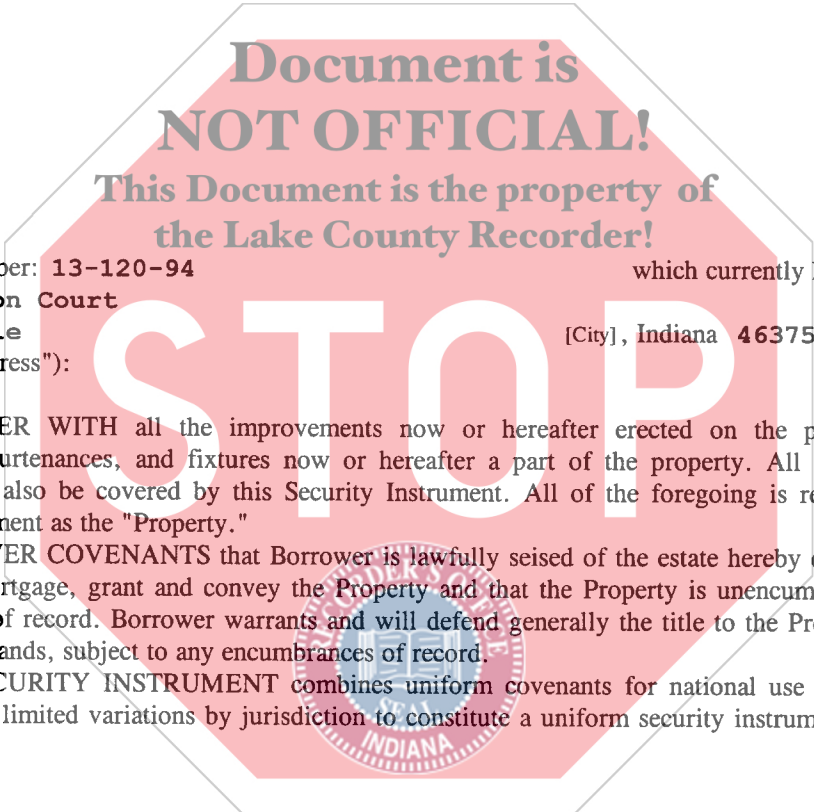 Document is
NOT OFFICIAL!
This Document is the property of
the Lake County Recorder!
ber: 13-120-94 which currently
on Court
le [City], Indiana 46375
ress"):
STOP
ER WITH all the improvements now or hereafter erected on the p
urtenances, and fixtures now or hereafter a part of the property. All
also be covered by this Security Instrument. All of the foregoing is re
ment as the "Property."
VER COVENANTS that Borrower is lawfully seised of the estate hereby
rtgage, grant and convey the Property and that the Property is unencum
of record. Borrower warrants and will defend generally the title to the Pr
ands, subject to any encumbrances of record.
CURITY INSTRUMENT combines uniform covenants for national use
limited variations by jurisdiction to constitute a uniform security instrum
RECORDER'S OFFICE
SEAL
INDIANA